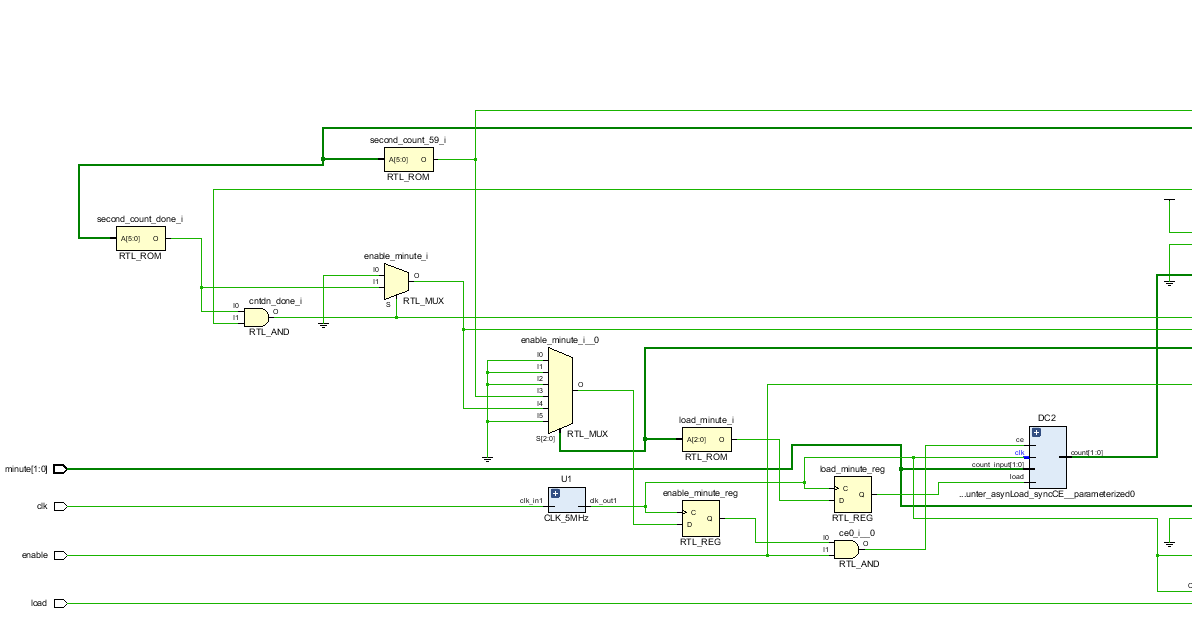 second_count_59_i
A[5:0] O
RTL_ROM
second_count_done_i
A[5:0] O
RTL_ROM
enable_minute_i
I0
I1
O
S
RTL_MUX
cntdn_done_i
I0
I1
O
RTL_AND
enable_minute_i__0
I0
I1
I2
I3
I4
I5
O
S[2:0]
RTL_MUX
load_minute_i
A[2:0] O
RTL_ROM
DC2
ce
clk
count_input[1:0]
load
count[1:0]
...unter_asynLoad_syncCE__parameterized0
minute[1:0]
load_minute_reg
C
D
Q
RTL_REG
U1
clk_in1
clk_out1
CLK_5MHz
enable_minute_reg
C
D
Q
RTL_REG
clk
ce0_i__0
I0
I1
O
RTL_AND
enable
load